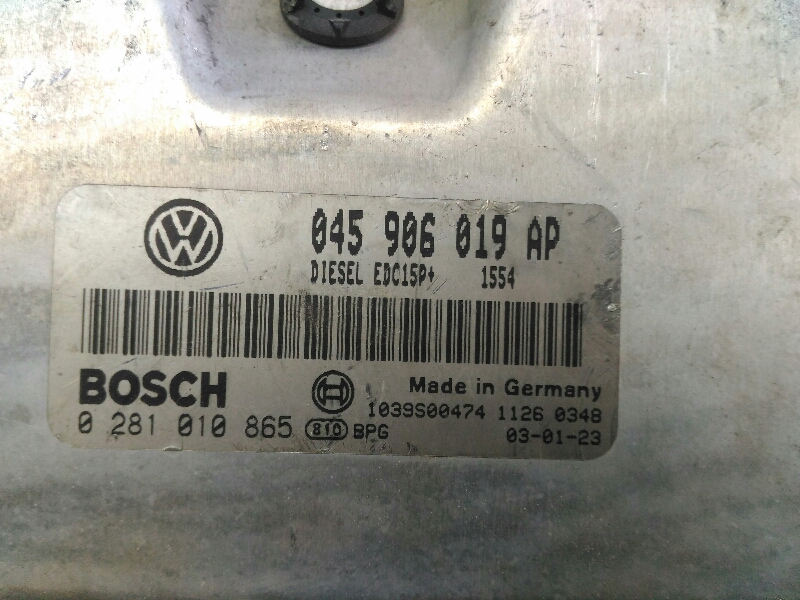 045 906 019 AP
DIESEL EDC15P+ 1554
BOSCH
Made in Germany
1039S00474 1126 0348
0 281 010 865 810 BPG 03-01-23